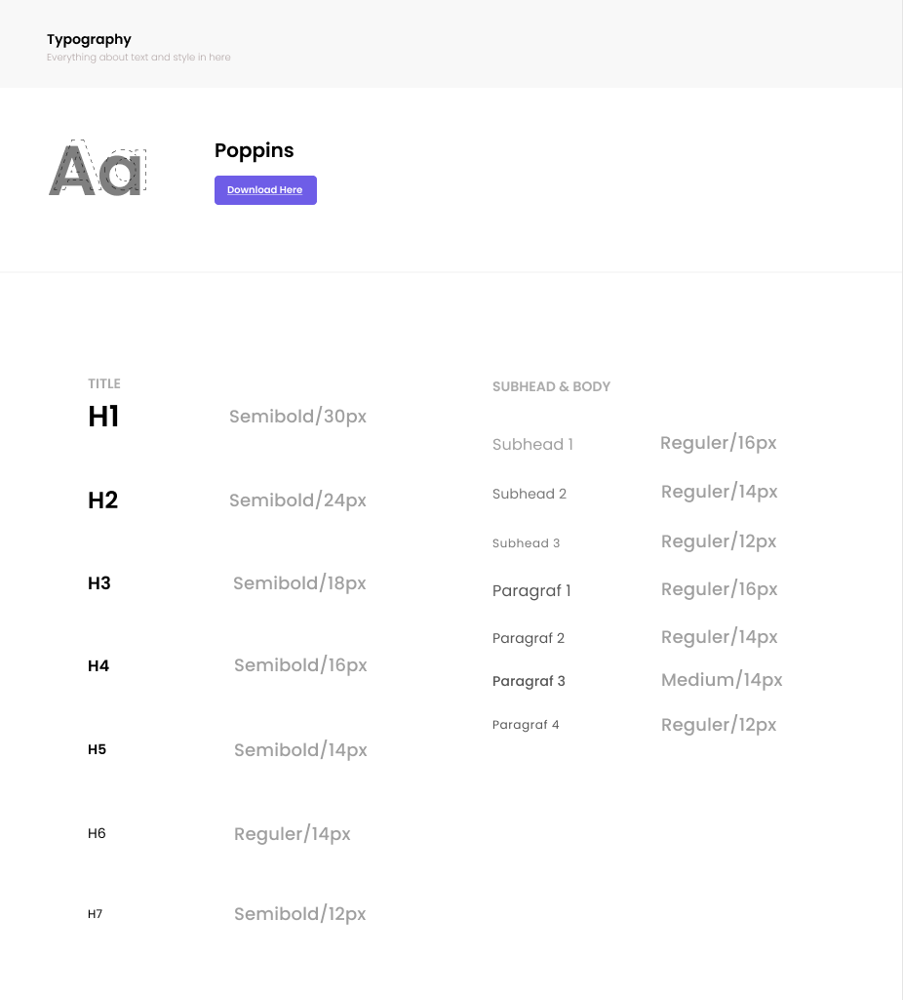 Typography
Everything about text and style in here
Aa
Poppins
Download Here
TITLE
H1 Semibold/30px
H2 Semibold/24px
H3 Semibold/18px
H4 Semibold/16px
H5 Semibold/14px
H6 Reguler/14px
H7 Semibold/12px
SUBHEAD & BODY
Subhead 1 Reguler/16px
Subhead 2 Reguler/14px
Subhead 3 Reguler/12px
Paragraf 1 Reguler/16px
Paragraf 2 Reguler/14px
Paragraf 3 Medium/14px
Paragraf 4 Reguler/12px